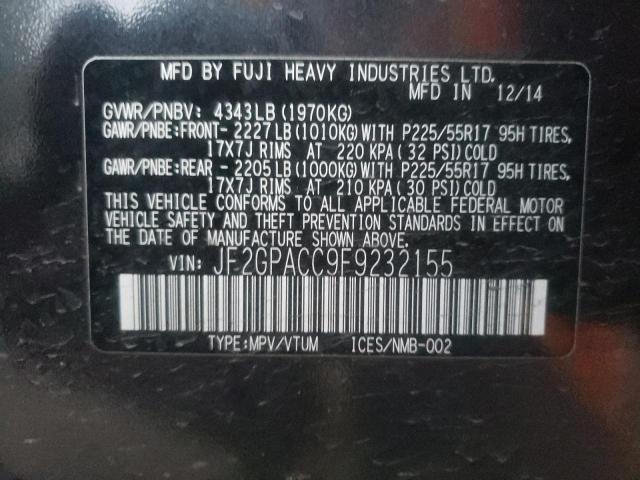 MFD BY FUJI HEAVY INDUSTRIES LTD.
MFD IN 12/14
GVWR/PNBV: 4343LB (1970KG)
GAWR/PNBE:FRONT- 2227LB (1010KG) WITH P225/55R17 95H TIRES,
17X7J RIMS AT 220 KPA ( 32 PSI) COLD
GAWR/PNBE:REAR - 2205LB (1000KG) WITH P225/55R17 95H TIRES,
17X7J RIMS AT 210 KPA ( 30 PSI) COLD
THIS VEHICLE CONFORMS TO ALL APPLICABLE FEDERAL MOTOR
VEHICLE SAFETY AND THEFT PREVENTION STANDARDS IN EFFECT ON
THE DATE OF MANUFACTURE SHOWN ABOVE.
VIN: JF2GPACC9F9232155
TYPE:MPV/VTUM ICES/NMB-002